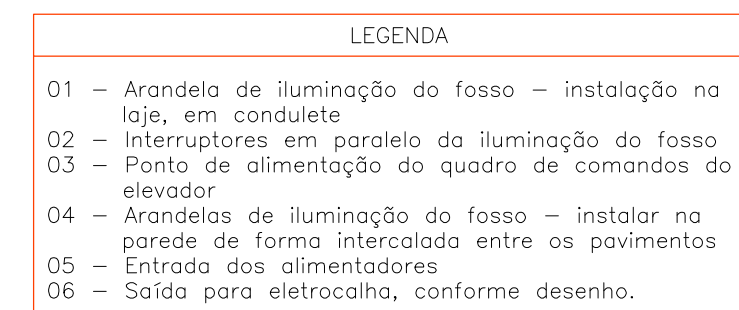 LEGENDA
01 – Arandela de iluminação do fosso – instalação na
laje, em condulete
02 – Interruptores em paralelo da iluminação do fosso
03 – Ponto de alimentação do quadro de comandos do
elevador
04 – Arandelas de iluminação do fosso – instalar na
parede de forma intercalada entre os pavimentos
05 – Entrada dos alimentadores
06 – Saída para eletrocalha, conforme desenho.